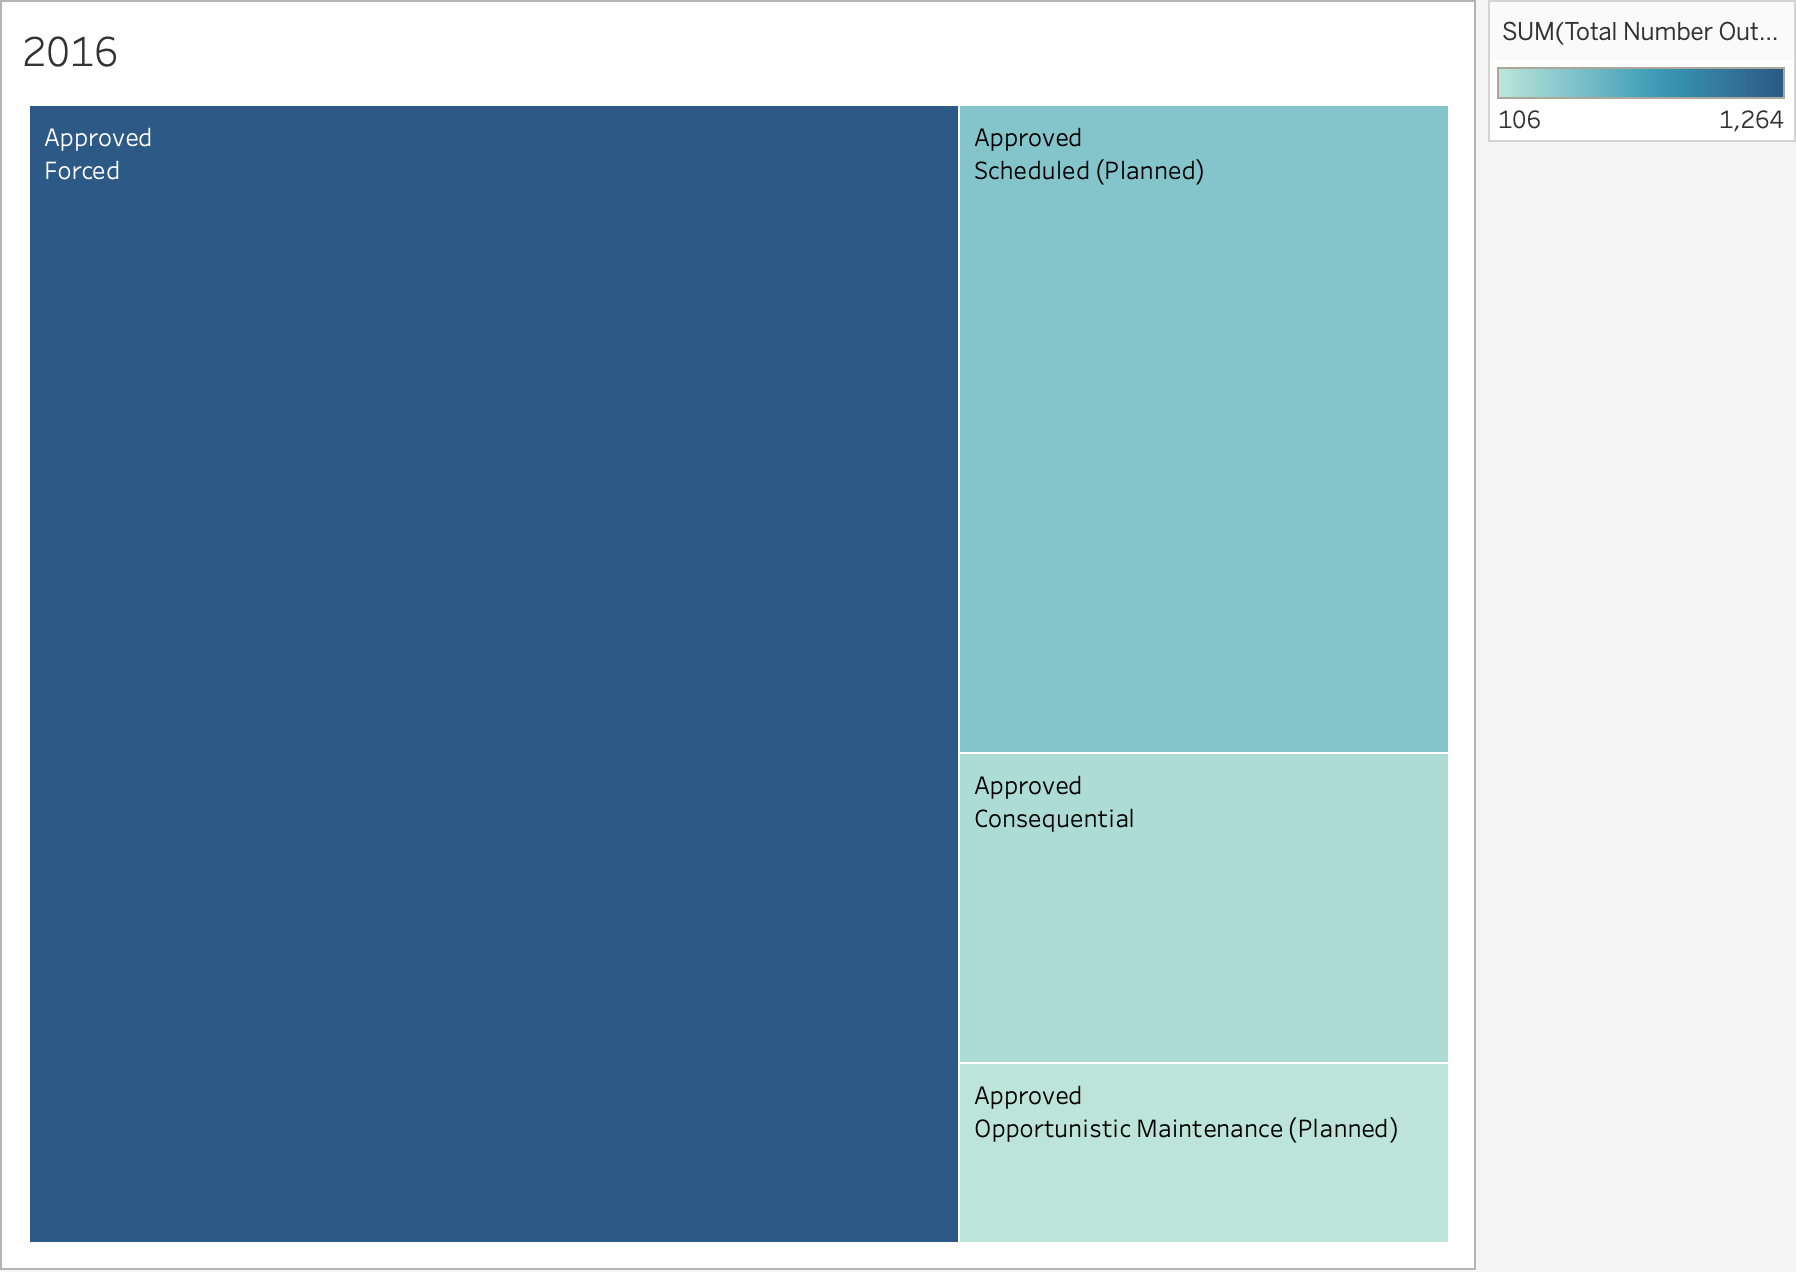 2016
Approved
Forced
Approved
Scheduled (Planned)
Approved
Consequential
Approved
Opportunistic Maintenance (Planned)
SUM(Total Number Out...
106 1,264